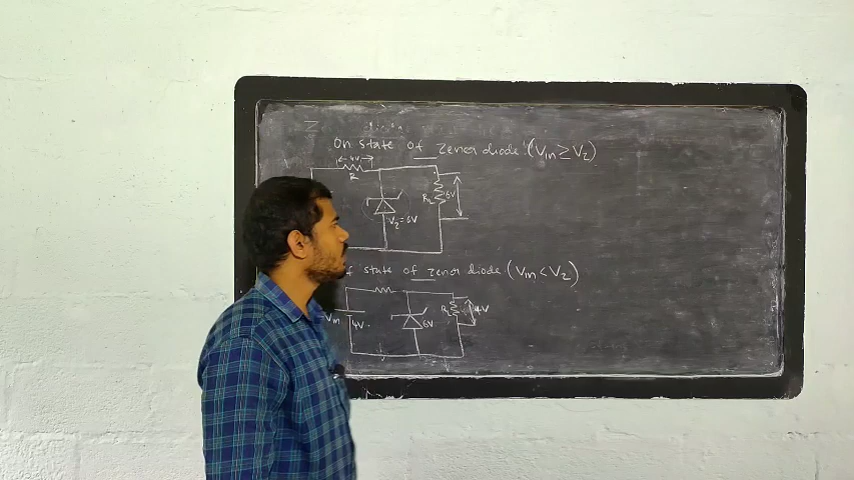 On state of zener diode (Vin ≥ Vz)
4V
R
Vz = 6V
RL 6V
f state of zener diode (Vin < Vz)
Vin 4V
6V
RL 4V